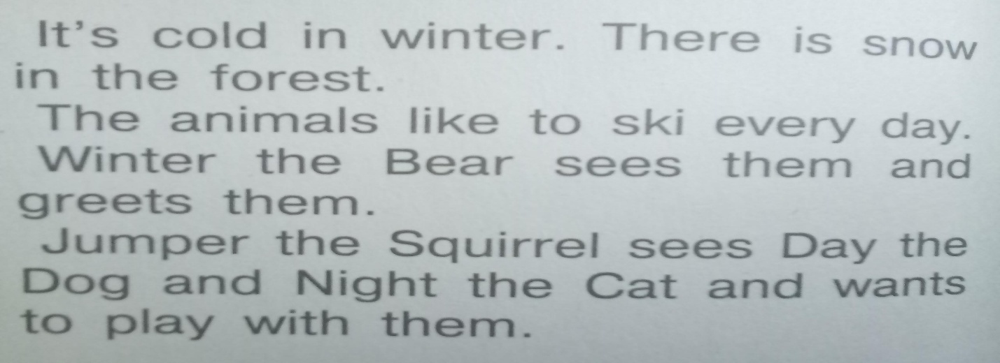 It's cold in winter. There is snow
in the forest.
The animals like to ski every day.
Winter the Bear sees them and
greets them.
Jumper the Squirrel sees Day the
Dog and Night the Cat and wants
to play with them.